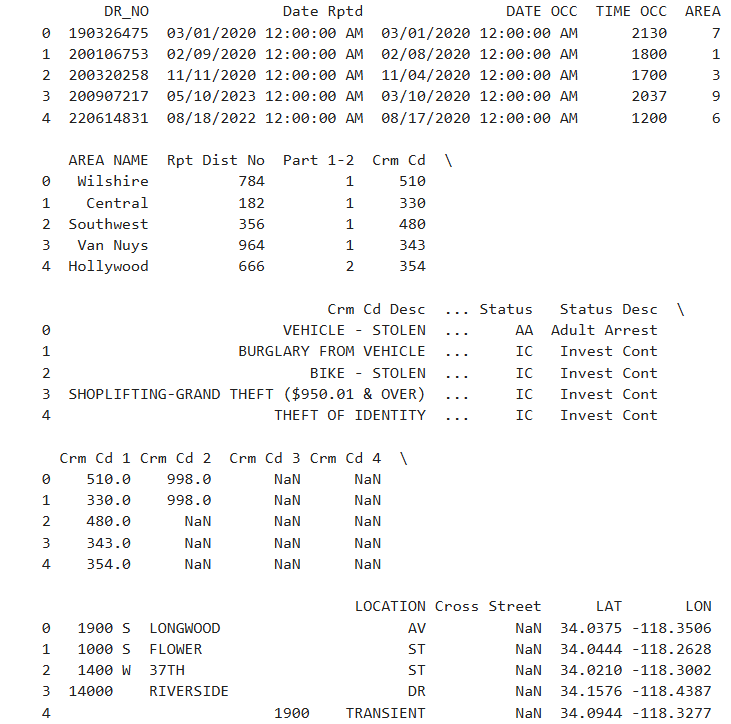 DR_NO Date Rptd DATE OCC TIME OCC AREA
0 190326475 03/01/2020 12:00:00 AM 03/01/2020 12:00:00 AM 2130 7
1 200106753 02/09/2020 12:00:00 AM 02/08/2020 12:00:00 AM 1800 1
2 200320258 11/11/2020 12:00:00 AM 11/04/2020 12:00:00 AM 1700 3
3 200907217 05/10/2023 12:00:00 AM 03/10/2020 12:00:00 AM 2037 9
4 220614831 08/18/2022 12:00:00 AM 08/17/2020 12:00:00 AM 1200 6
AREA NAME Rpt Dist No Part 1-2 Crm Cd \
0 Wilshire 784 1 510
1 Central 182 1 330
2 Southwest 356 1 480
3 Van Nuys 964 1 343
4 Hollywood 666 2 354
Crm Cd Desc ... Status Status Desc \
0 VEHICLE - STOLEN ... AA Adult Arrest
1 BURGLARY FROM VEHICLE ... IC Invest Cont
2 BIKE - STOLEN ... IC Invest Cont
3 SHOPLIFTING-GRAND THEFT ($950.01 & OVER) ... IC Invest Cont
4 THEFT OF IDENTITY ... IC Invest Cont
Crm Cd 1 Crm Cd 2 Crm Cd 3 Crm Cd 4 \
0 510.0 998.0 NaN NaN
1 330.0 998.0 NaN NaN
2 480.0 NaN NaN NaN
3 343.0 NaN NaN NaN
4 354.0 NaN NaN NaN
LOCATION Cross Street LAT LON
0 1900 S LONGWOOD AV NaN 34.0375 -118.3506
1 1000 S FLOWER ST NaN 34.0444 -118.2628
2 1400 W 37TH ST NaN 34.0210 -118.3002
3 14000 RIVERSIDE DR NaN 34.1576 -118.4387
4 1900 TRANSIENT NaN 34.0944 -118.3277